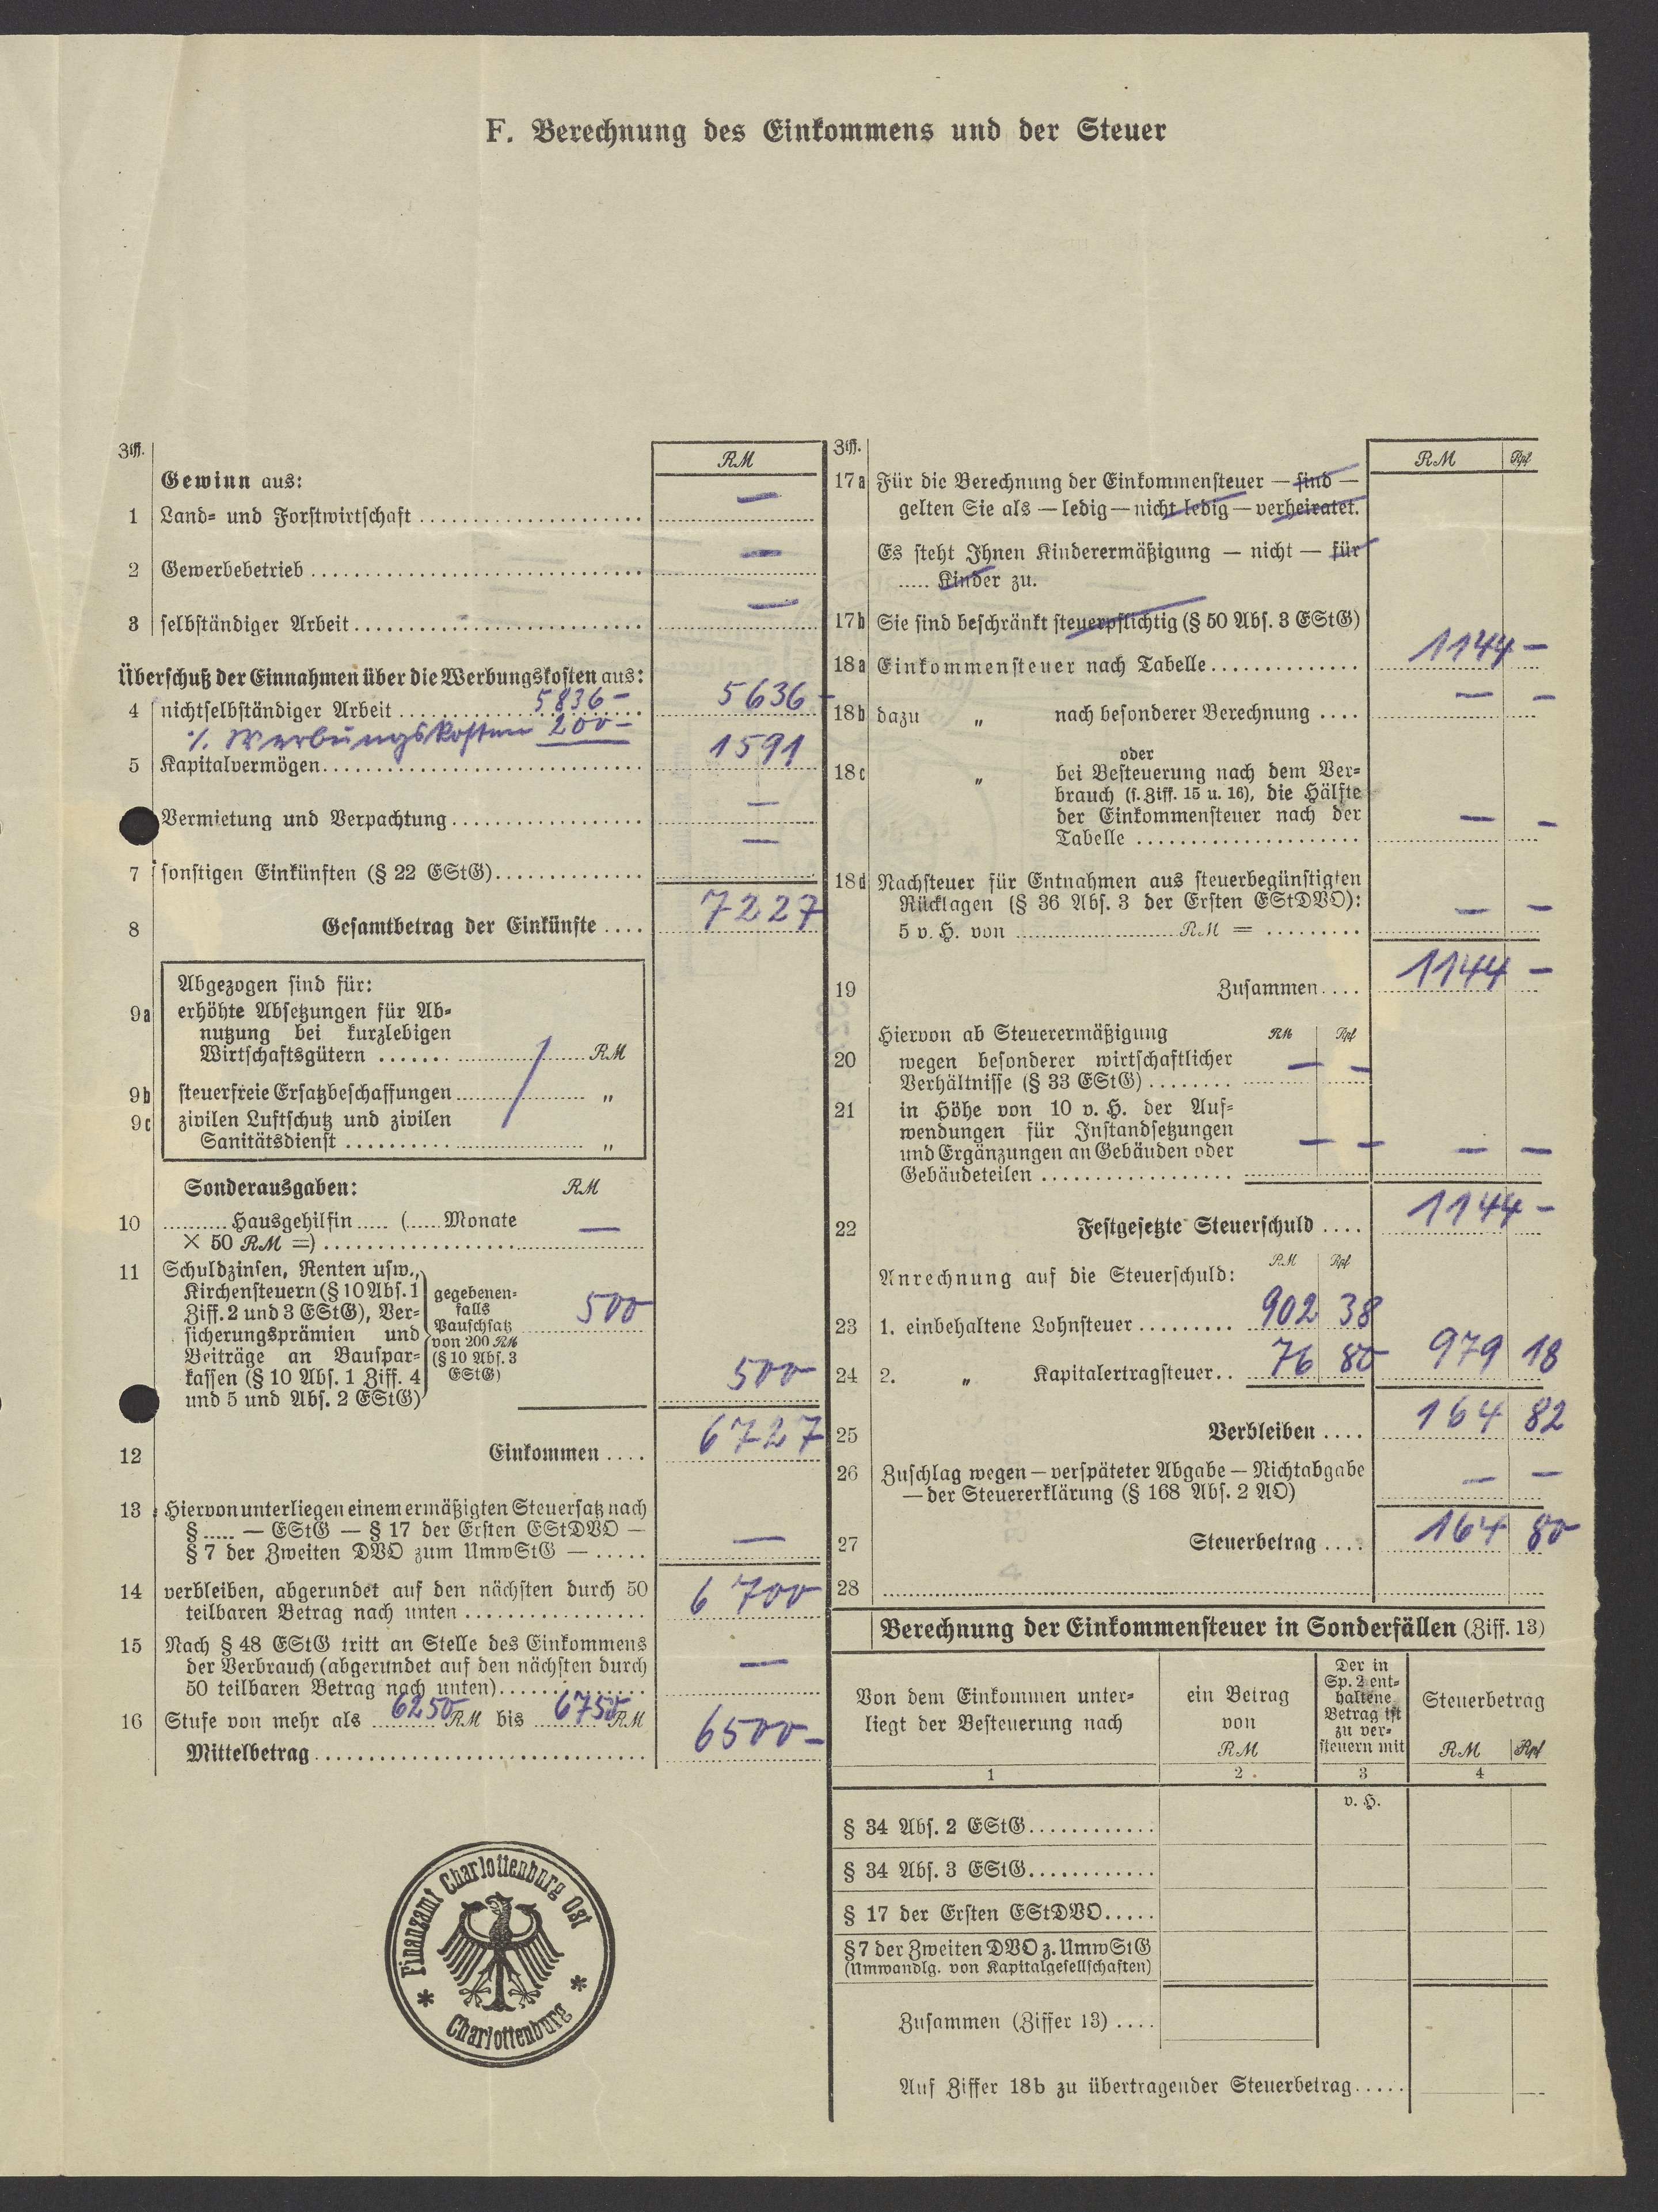 F. Berechnung des Einkommens und der Steuer
Ziff.
RM
Gewinn aus:
—
1 Land- und Forstwirtschaft
—
2 Gewerbebetrieb
—
3 selbständiger Arbeit
Überschuß der Einnahmen über die Werbungskosten aus:
4 nichtselbständiger Arbeit 5836 – 5636 –
./. Werbungskosten 200 –
5 Kapitalvermögen 1591
Vermietung und Verpachtung —
7 sonstigen Einkünften (§ 22 EStG) —
8 Gesamtbetrag der Einkünfte .... 7227
Abgezogen sind für:
9a erhöhte Absetzungen für Ab-
nutzung bei kurzlebigen
Wirtschaftsgütern ....... RM
9b steuerfreie Ersatzbeschaffungen „
9c zivilen Luftschutz und zivilen
Sanitätsdienst .......... „
Sonderausgaben: RM
10 .......... Hausgehilfin ..... (...... Monate —
× 50 RM =)
11 Schuldzinsen, Renten usw.,
Kirchensteuern (§ 10 Abs. 1
Ziff. 2 und 3 EStG), Ver-
sicherungsprämien und
Beiträge an Bauspar-
kassen (§ 10 Abs. 1 Ziff. 4
und 5 und Abs. 2 EStG)
gegebenen-
falls
Pauschsatz
von 200 RM
(§ 10 Abs. 3
EStG)
500
500
12 Einkommen .... 6727
13 Hiervon unterliegen einem ermäßigten Steuersatz nach
§ ..... — EStG — § 17 der Ersten EStDVO —
§ 7 der Zweiten DVO zum UmwStG — ..... —
14 verbleiben, abgerundet auf den nächsten durch 50
teilbaren Betrag nach unten 6700
15 Nach § 48 EStG tritt an Stelle des Einkommens
der Verbrauch (abgerundet auf den nächsten durch
50 teilbaren Betrag nach unten) —
16 Stufe von mehr als 6250 RM bis 6750 RM
Mittelbetrag 6500 –
Finanzamt Charlottenburg Ost
* Charlottenburg *
Ziff.
RM Rpf
17a Für die Berechnung der Einkommensteuer — sind —
gelten Sie als — ledig — nicht ledig — verheiratet.
Es steht Ihnen Kinderermäßigung — nicht — für
..... Kinder zu.
17b Sie sind beschränkt steuerpflichtig (§ 50 Abs. 3 EStG)
18a Einkommensteuer nach Tabelle 1144 –
18b dazu „ nach besonderer Berechnung .... — —
oder
18c „ bei Besteuerung nach dem Ver-
brauch (s. Ziff. 15 u. 16), die Hälfte
der Einkommensteuer nach der
Tabelle — —
18d Nachsteuer für Entnahmen aus steuerbegünstigten
Rücklagen (§ 36 Abs. 3 der Ersten EStDVO):
5 v. H. von RM = ......... — —
19 Zusammen .... 1144 –
Hiervon ab Steuerermäßigung RM Rpf
20 wegen besonderer wirtschaftlicher
Verhältnisse (§ 33 EStG) ........ — —
21 in Höhe von 10 v. H. der Auf-
wendungen für Instandsetzungen
und Ergänzungen an Gebäuden oder
Gebäudeteilen — — — —
22 Festgesetzte Steuerschuld .... 1144 –
Anrechnung auf die Steuerschuld: RM Rpf
23 1. einbehaltene Lohnsteuer ......... 902 38
24 2. „ Kapitalertragsteuer .. 76 80 979 18
25 Verbleiben .... 164 82
26 Zuschlag wegen — verspäteter Abgabe — Nichtabgabe
— der Steuererklärung (§ 168 Abs. 2 AO) — —
27 Steuerbetrag .... 164 80
28
Berechnung der Einkommensteuer in Sonderfällen (Ziff. 13)
Von dem Einkommen unter-
liegt der Besteuerung nach
ein Betrag
von
RM
Der in
Sp. 2 ent-
haltene
Betrag ist
zu ver-
steuern mit
Steuerbetrag
RM Rpf
1 2 3 4
v. H.
§ 34 Abs. 2 EStG
§ 34 Abs. 3 EStG
§ 17 der Ersten EStDVO
§ 7 der Zweiten DVO z. UmwStG
(Umwandlg. von Kapitalgesellschaften)
Zusammen (Ziffer 13) ....
Auf Ziffer 18b zu übertragender Steuerbetrag .....